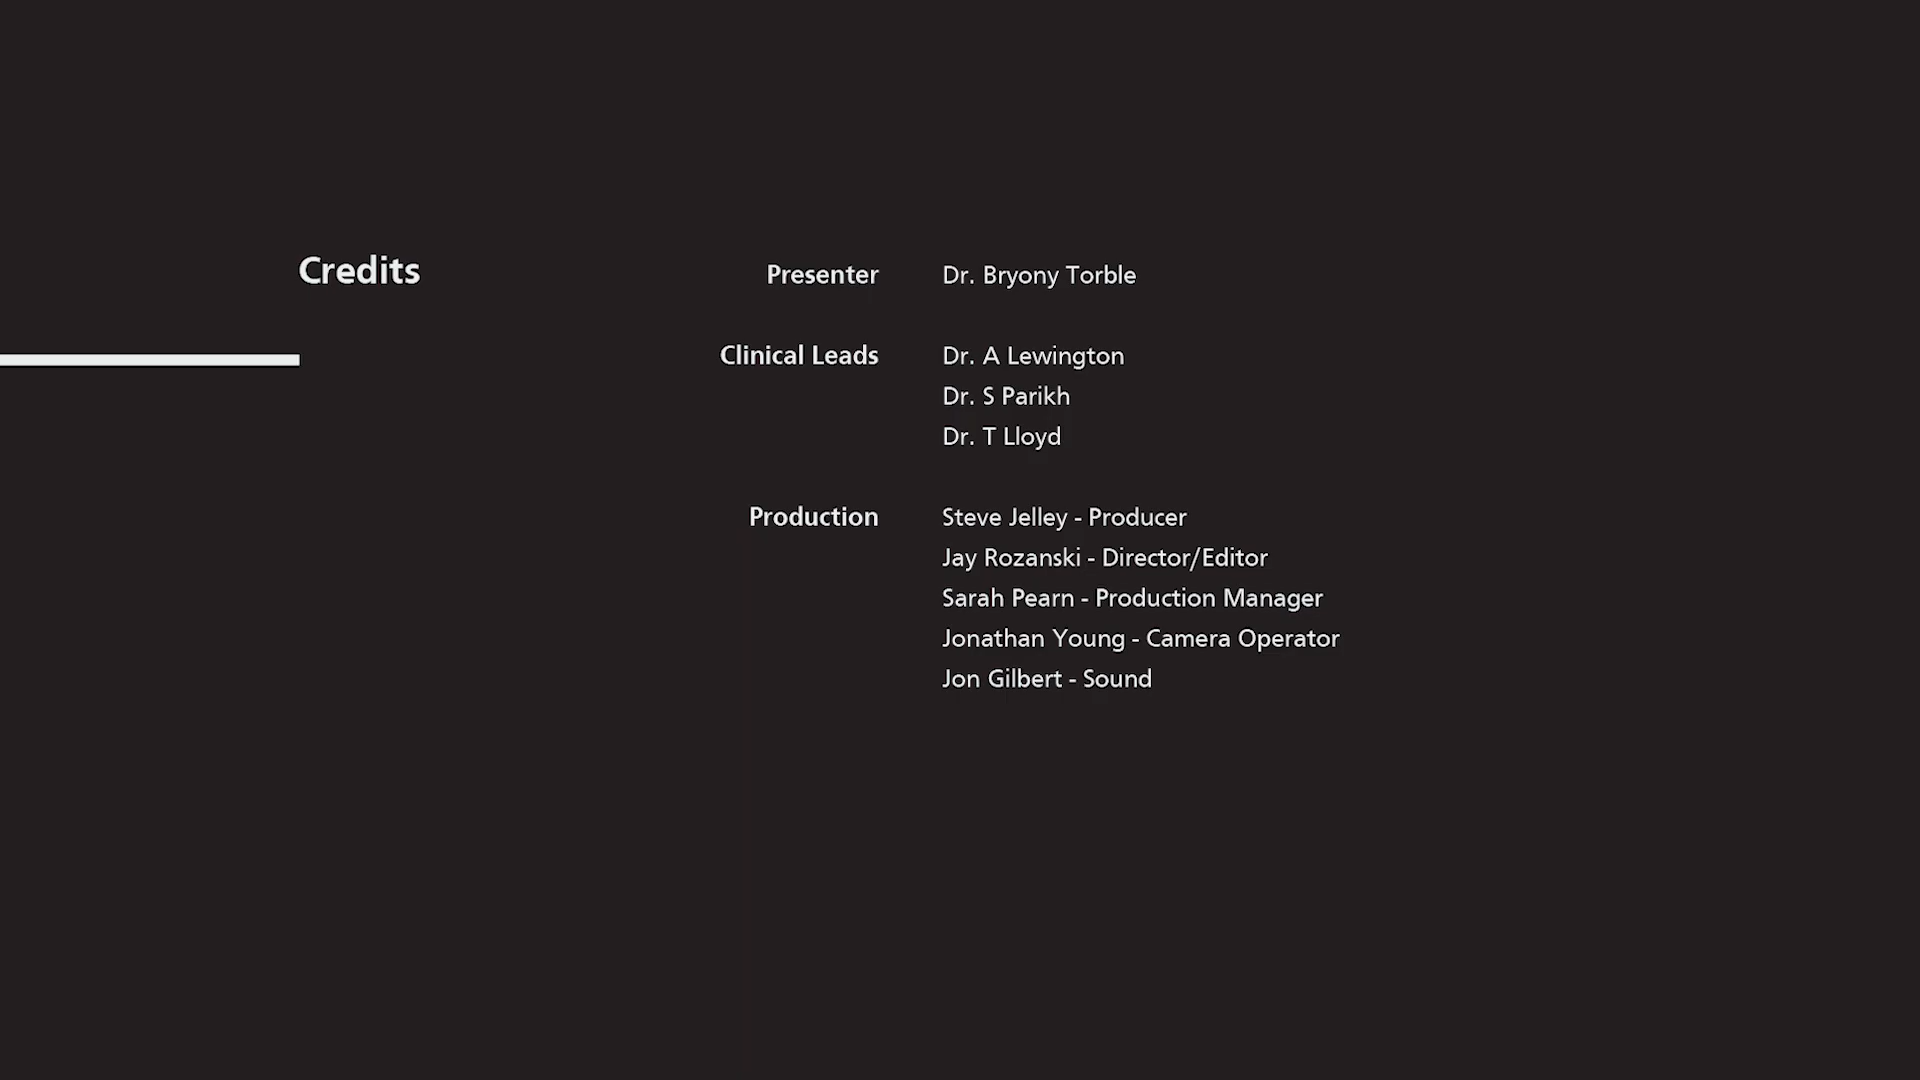 Credits
Presenter Dr. Bryony Torble
Clinical Leads Dr. A Lewington
Dr. S Parikh
Dr. T Lloyd
Production Steve Jelley - Producer
Jay Rozanski - Director/Editor
Sarah Pearn - Production Manager
Jonathan Young - Camera Operator
Jon Gilbert - Sound